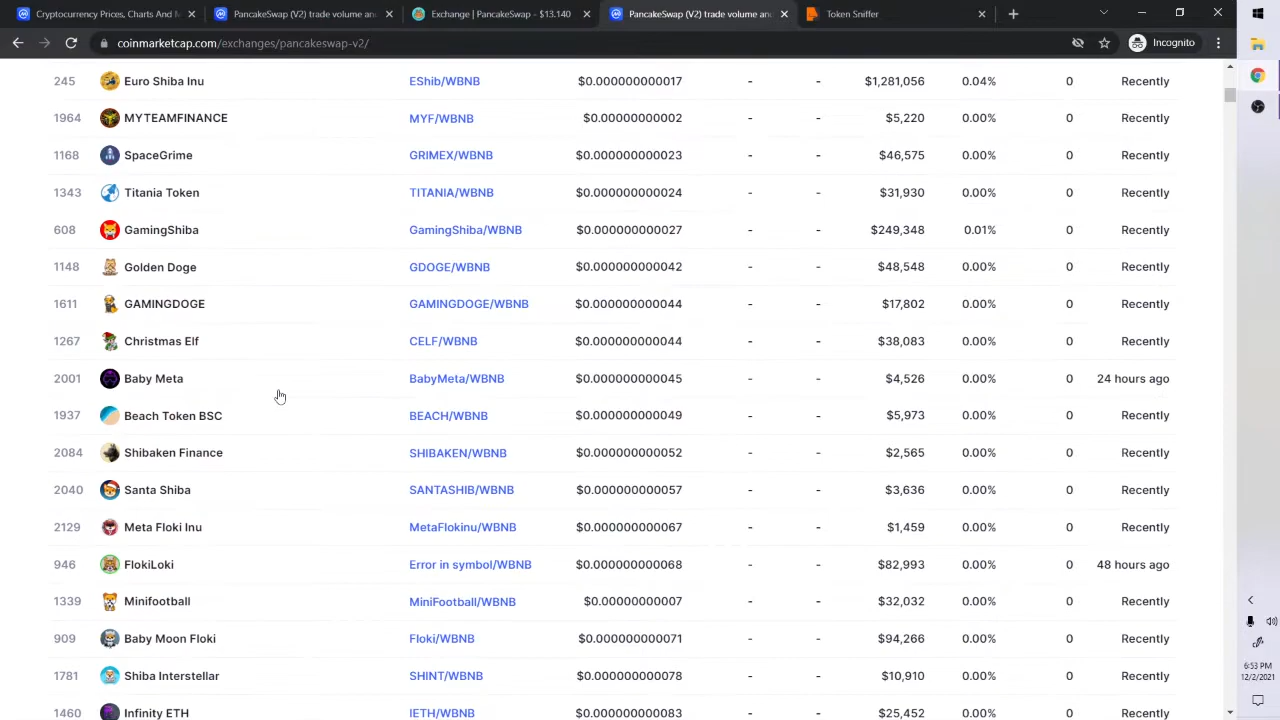 Cryptocurrency Prices, Charts And M
PancakeSwap (V2) trade volume an
Exchange | PancakeSwap - $13.140
PancakeSwap (V2) trade volume an
Token Sniffer
coinmarketcap.com/exchanges/pancakeswap-v2/
Incognito
245 Euro Shiba Inu EShib/WBNB $0.000000000017 - - $1,281,056 0.04% 0 Recently
1964 MYTEAMFINANCE MYF/WBNB $0.00000000002 - - $5,220 0.00% 0 Recently
1168 SpaceGrime GRIMEX/WBNB $0.000000000023 - - $46,575 0.00% 0 Recently
1343 Titania Token TITANIA/WBNB $0.000000000024 - - $31,930 0.00% 0 Recently
608 GamingShiba GamingShiba/WBNB $0.000000000027 - - $249,348 0.01% 0 Recently
1148 Golden Doge GDOGE/WBNB $0.000000000042 - - $48,548 0.00% 0 Recently
1611 GAMINGDOGE GAMINGDOGE/WBNB $0.000000000044 - - $17,802 0.00% 0 Recently
1267 Christmas Elf CELF/WBNB $0.000000000044 - - $38,083 0.00% 0 Recently
2001 Baby Meta BabyMeta/WBNB $0.000000000045 - - $4,526 0.00% 0 24 hours ago
1937 Beach Token BSC BEACH/WBNB $0.000000000049 - - $5,973 0.00% 0 Recently
2084 Shibaken Finance SHIBAKEN/WBNB $0.000000000052 - - $2,565 0.00% 0 Recently
2040 Santa Shiba SANTASHIB/WBNB $0.000000000057 - - $3,636 0.00% 0 Recently
2129 Meta Floki Inu MetaFlokinu/WBNB $0.000000000067 - - $1,459 0.00% 0 Recently
946 FlokiLoki Error in symbol/WBNB $0.000000000068 - - $82,993 0.00% 0 48 hours ago
1339 Minifootball MiniFootball/WBNB $0.00000000007 - - $32,032 0.00% 0 Recently
909 Baby Moon Floki Floki/WBNB $0.000000000071 - - $94,266 0.00% 0 Recently
1781 Shiba Interstellar SHINT/WBNB $0.000000000078 - - $10,910 0.00% 0 Recently
1460 Infinity ETH IETH/WBNB $0.000000000083 - - $25,452 0.00% 0 Recently
6:53 PM
12/2/2021